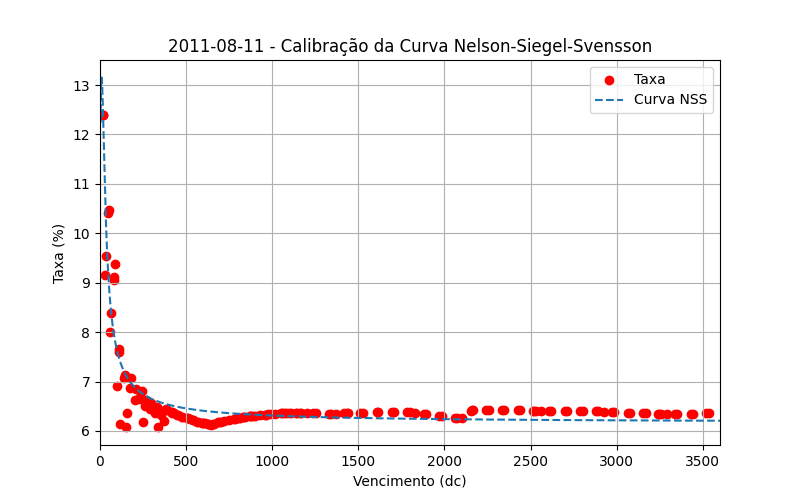 2011-08-11 - Calibração da Curva Nelson-Siegel-Svensson
Taxa
Curva NSS
Taxa (%)
13
12
11
10
9
8
7
6
0 500 1000 1500 2000 2500 3000 3500
Vencimento (dc)